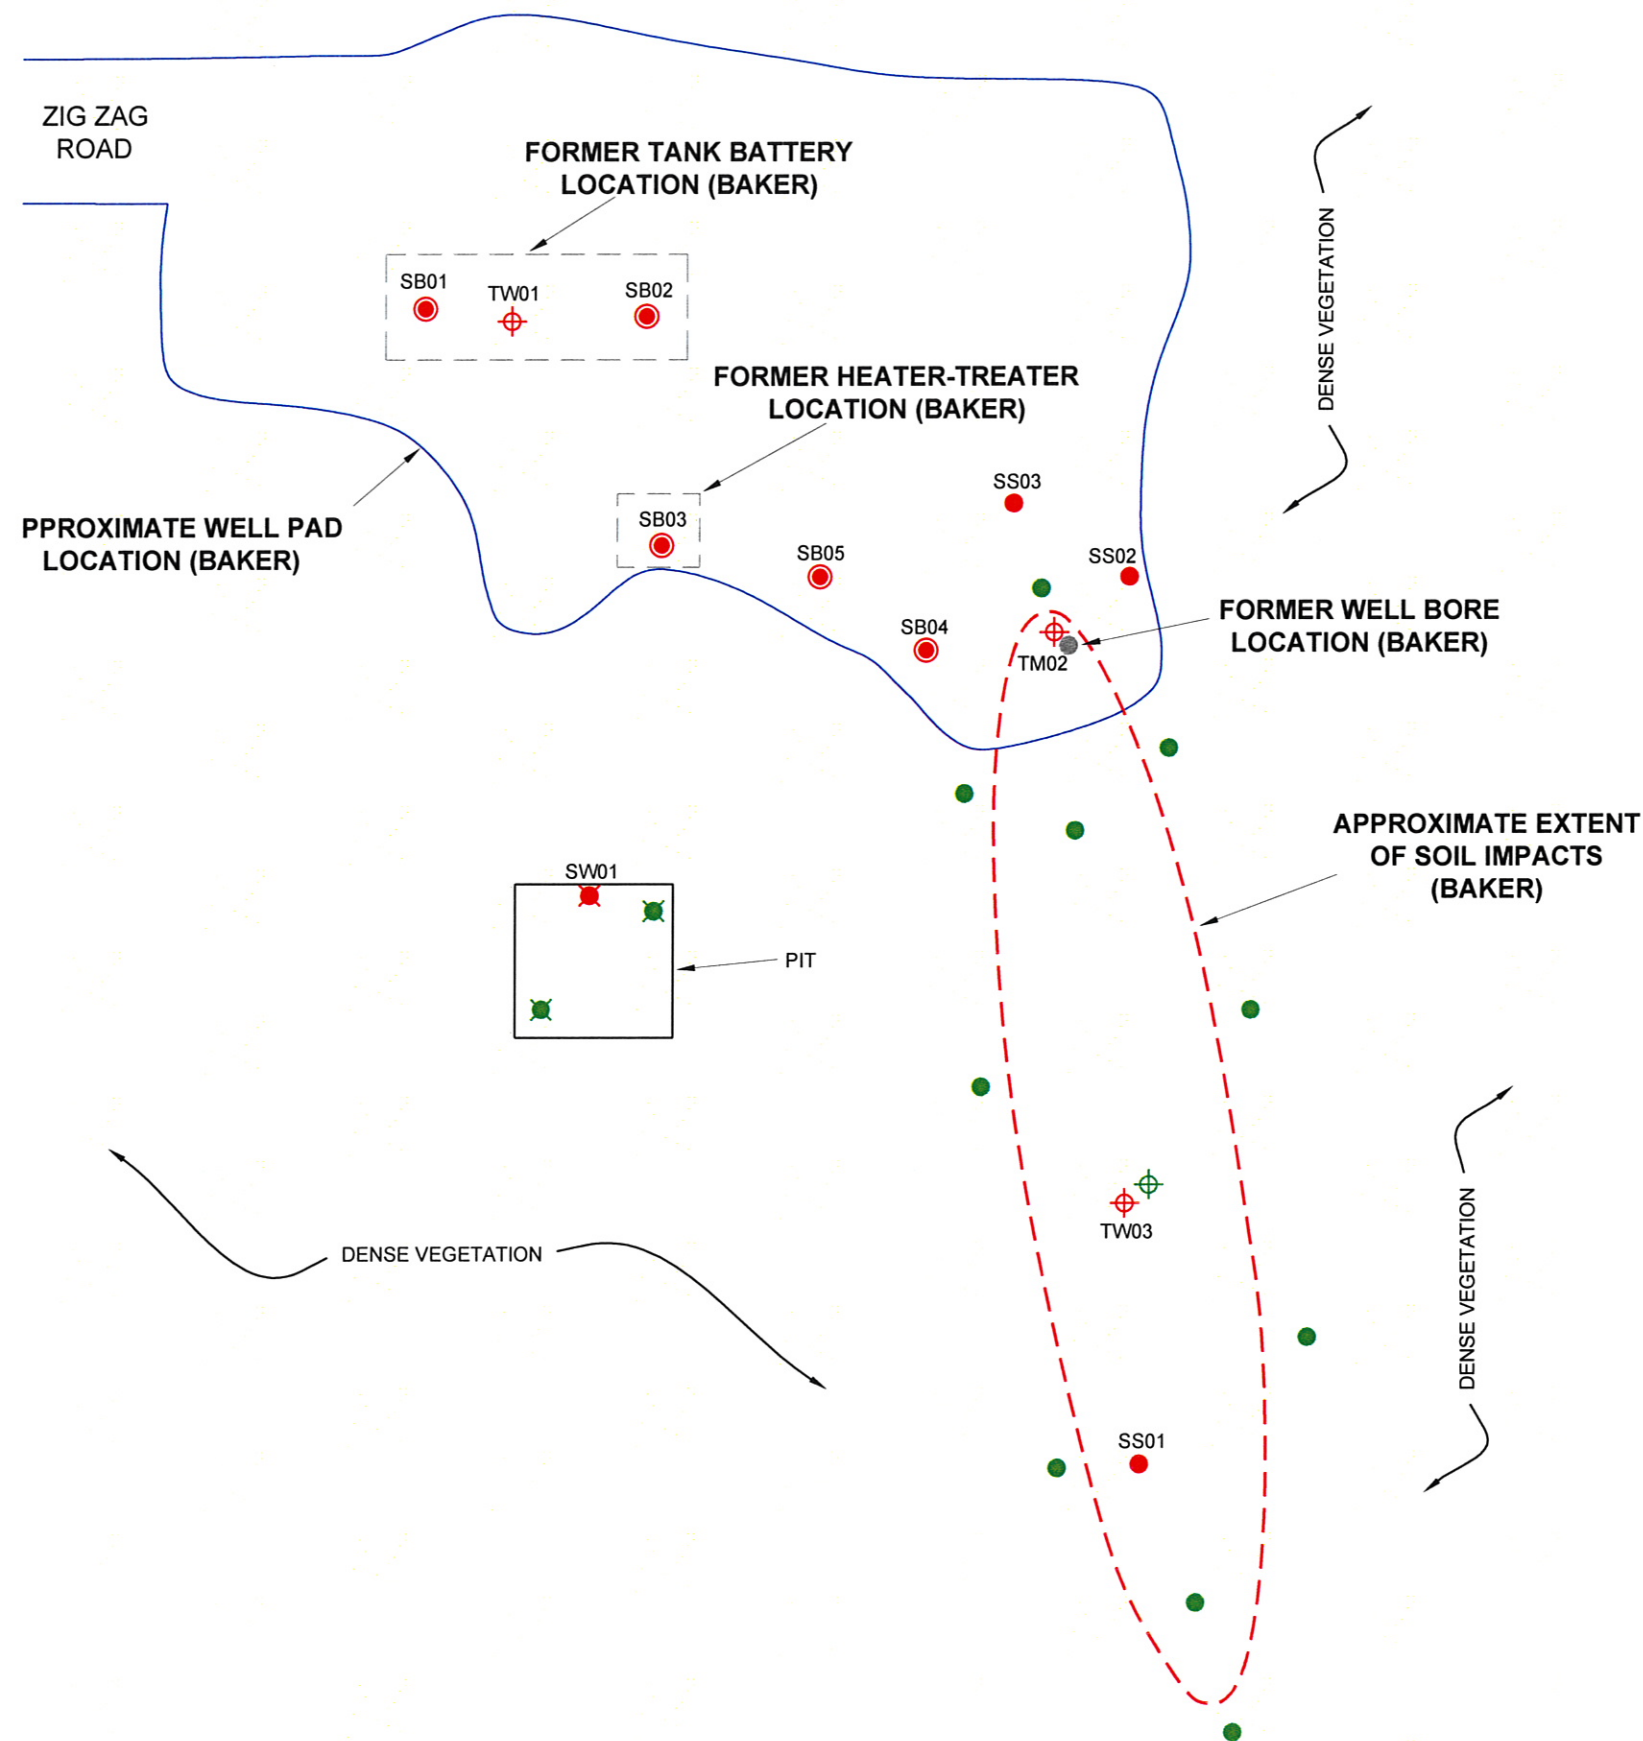 ZIG ZAG
ROAD
FORMER TANK BATTERY
LOCATION (BAKER)
SB01
TW01
SB02
DENSE VEGETATION
FORMER HEATER-TREATER
LOCATION (BAKER)
SS03
PPROXIMATE WELL PAD
LOCATION (BAKER)
SB03
SB05
SS02
FORMER WELL BORE
LOCATION (BAKER)
SB04
TM02
APPROXIMATE EXTENT
OF SOIL IMPACTS
(BAKER)
SW01
PIT
TW03
DENSE VEGETATION
DENSE VEGETATION
SS01